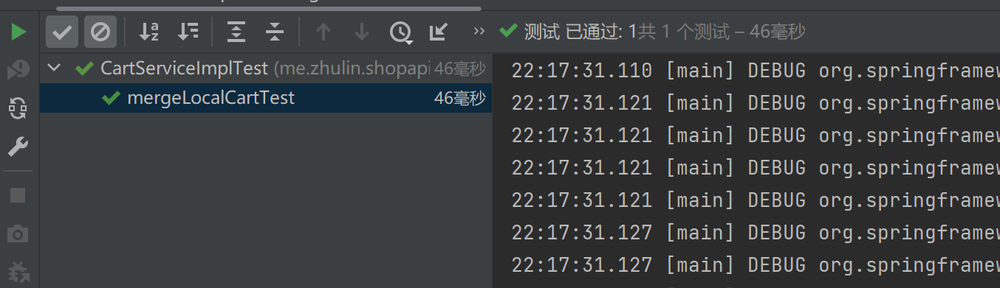 测试 已通过: 1共 1 个测试 – 46毫秒
CartServiceImplTest (me.zhulin.shopapi 46毫秒
mergeLocalCartTest 46毫秒
22:17:31.110 [main] DEBUG org.springframew
22:17:31.121 [main] DEBUG org.springframew
22:17:31.121 [main] DEBUG org.springframew
22:17:31.121 [main] DEBUG org.springframew
22:17:31.121 [main] DEBUG org.springframew
22:17:31.127 [main] DEBUG org.springframew
22:17:31.127 [main] DEBUG org.springframew